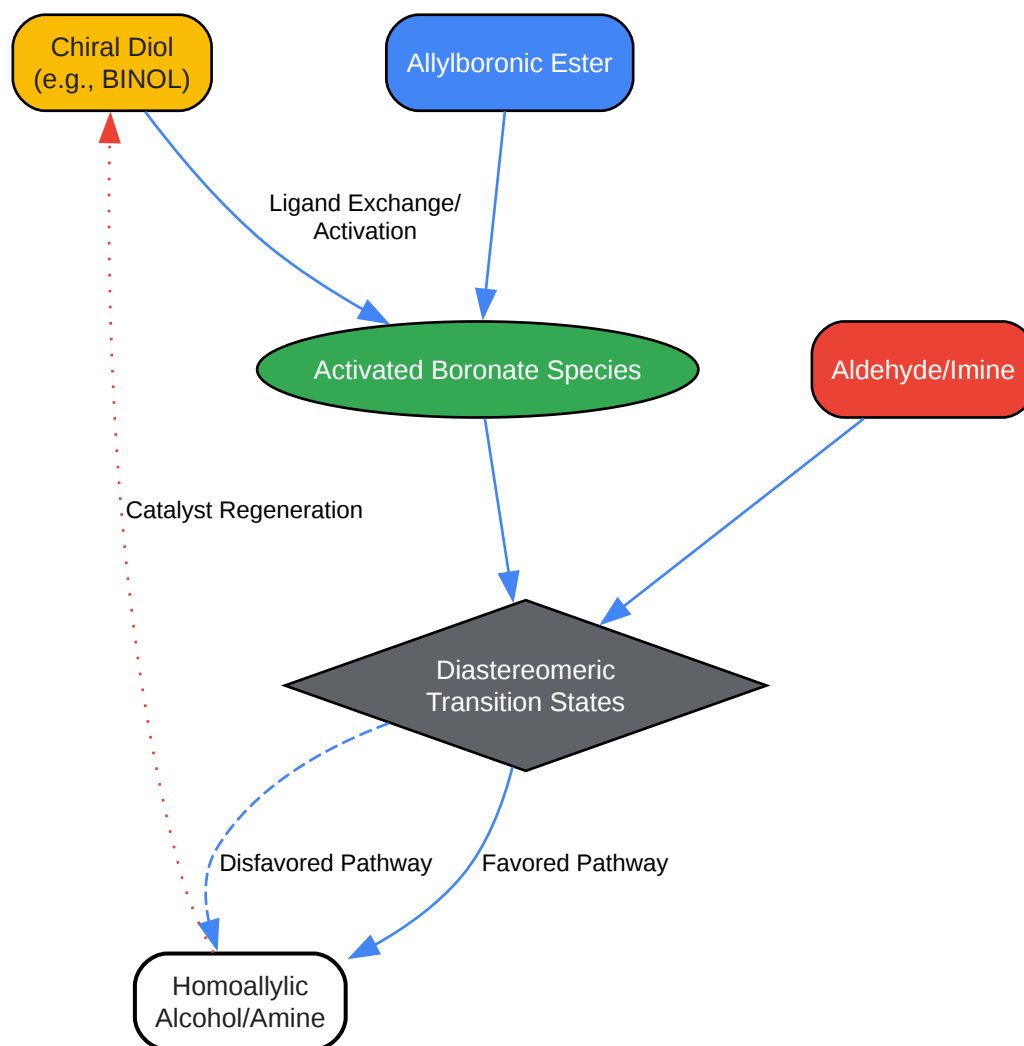 Chiral Diol
(e.g., BINOL)
Allylboronic Ester
Ligand Exchange/
Activation
Activated Boronate Species
Aldehyde/Imine
Catalyst Regeneration
Diastereomeric
Transition States
Disfavored Pathway
Favored Pathway
Homoallylic
Alcohol/Amine